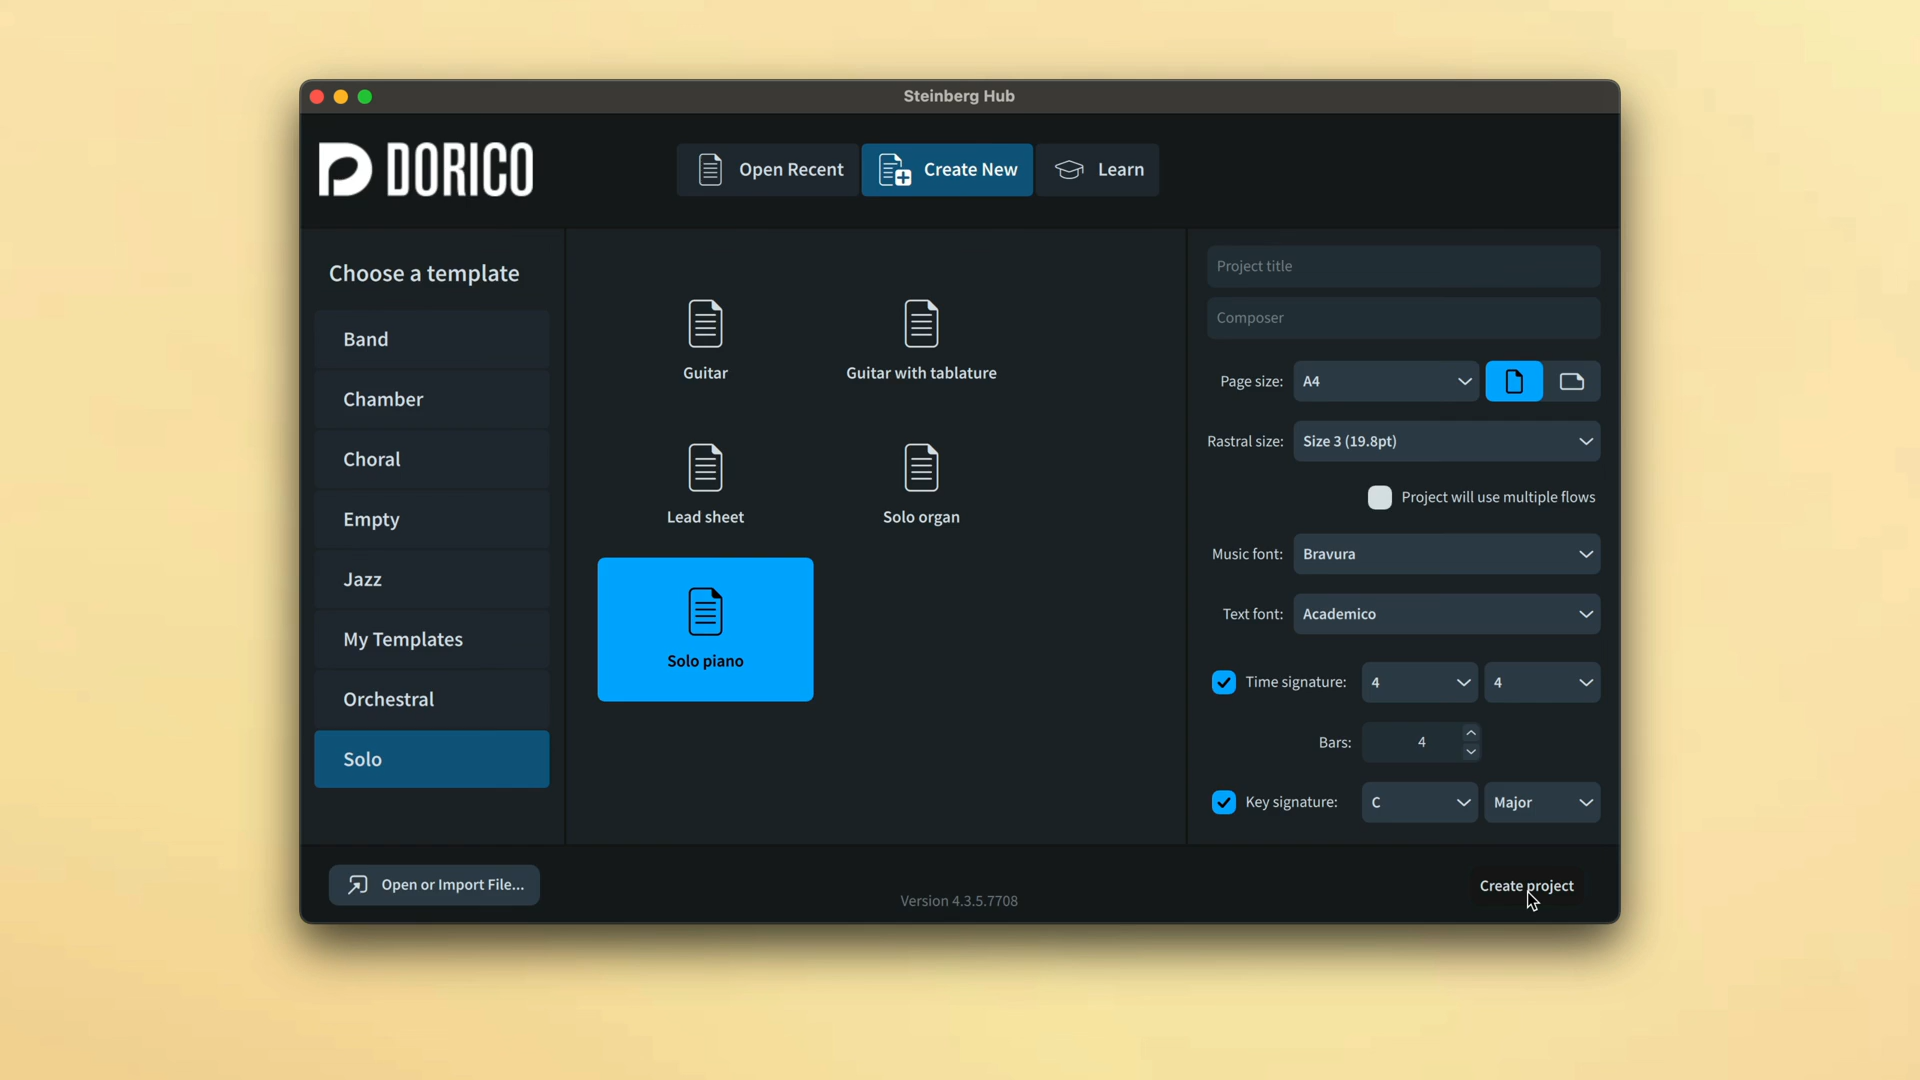 Steinberg Hub
DORICO
Open Recent
Create New
Learn
Choose a template
Band
Chamber
Choral
Empty
Jazz
My Templates
Orchestral
Solo
Guitar
Guitar with tablature
Lead sheet
Solo organ
Solo piano
Project title
Composer
Page size: A4
Rastral size: Size 3 (19.8pt)
Project will use multiple flows
Music font: Bravura
Text font: Academico
Time signature: 4 4
Bars: 4
Key signature: C Major
Open or Import File...
Version 4.3.5.7708
Create project